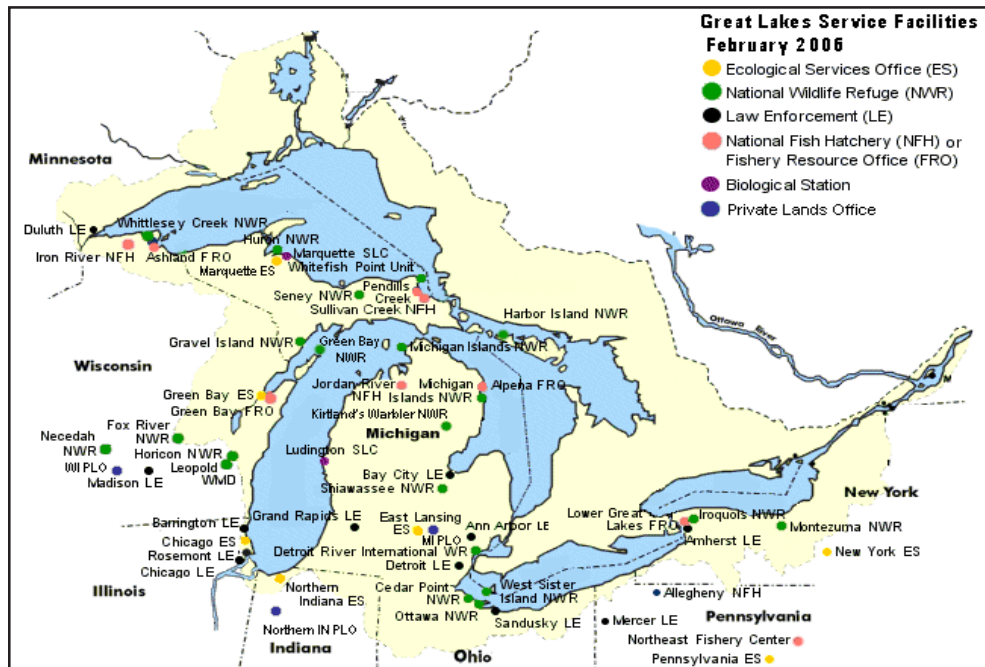 Great Lakes Service Facilities
February 2006
Ecological Services Office (ES)
National Wildlife Refuge (NWR)
Law Enforcement (LE)
National Fish Hatchery (NFH) or
Fishery Resource Office (FRO)
Biological Station
Private Lands Office
Minnesota
Duluth LE
Whittlesey Creek NWR
Iron River NFH
Ashland FRO
Huron NWR
Marquette SLC
Marquette ES
Whitefish Point Unit
Seney NWR
Pendills
Creek
Sullivan Creek NFH
Harbor Island NWR
Ottawa
River
Gravel Island NWR
Green Bay
NWR
Michigan Islands NWR
Wisconsin
Green Bay ES
Green Bay FRO
Jordan River
NFH
Michigan
Islands NWR
Alpena FRO
Kirtland's Warbler NWR
Michigan
Fox River
NWR
Necedah
NWR
Horicon NWR
WI PLO
Madison LE
Leopold
WMD
Ludington SLC
Bay City LE
Shiawassee NWR
New York
Barrington LE
Grand Rapids LE
East Lansing
ES
MI PLO
Ann Arbor LE
Lower Great
Lakes FRO
Iroquois NWR
Amherst LE
Montezuma NWR
New York ES
Chicago ES
Rosemont LE
Chicago LE
Detroit River International WR
Detroit LE
Illinois
Northern
Indiana ES
Northern IN PLO
Indiana
Cedar Point
NWR
West Sister
Island NWR
Ottawa NWR
Sandusky LE
Ohio
Allegheny NFH
Mercer LE
Pennsylvania
Northeast Fishery Center
Pennsylvania ES